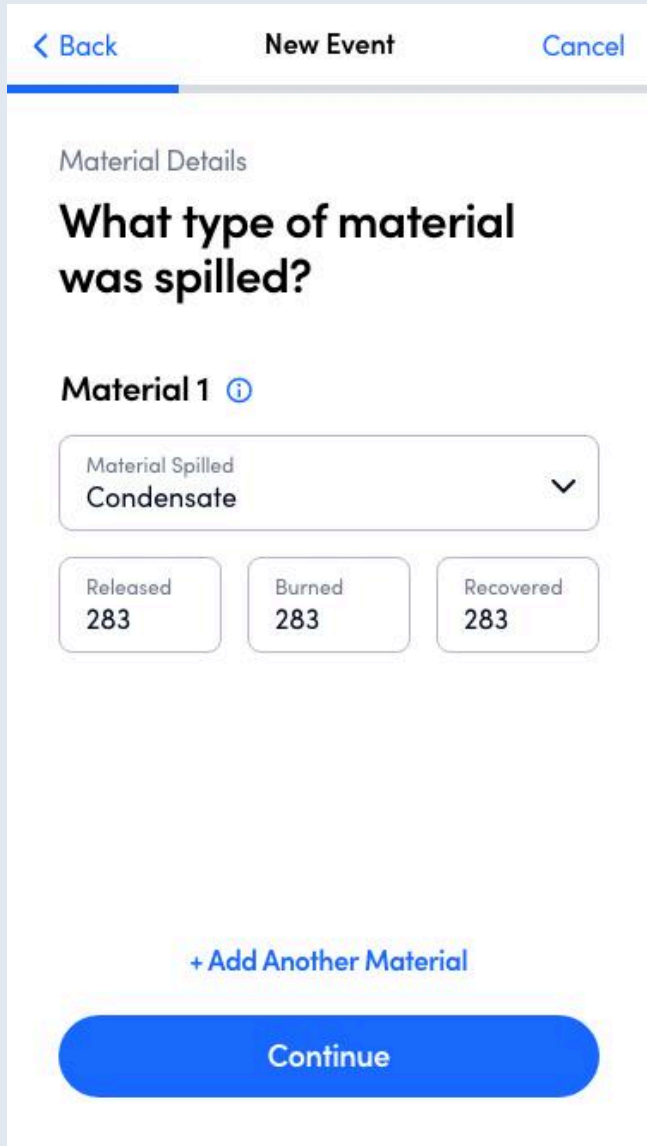 Back New Event Cancel
Material Details
What type of material
was spilled?
Material 1
Material Spilled
Condensate
Released Burned Recovered
283 283 283
+ Add Another Material
Continue